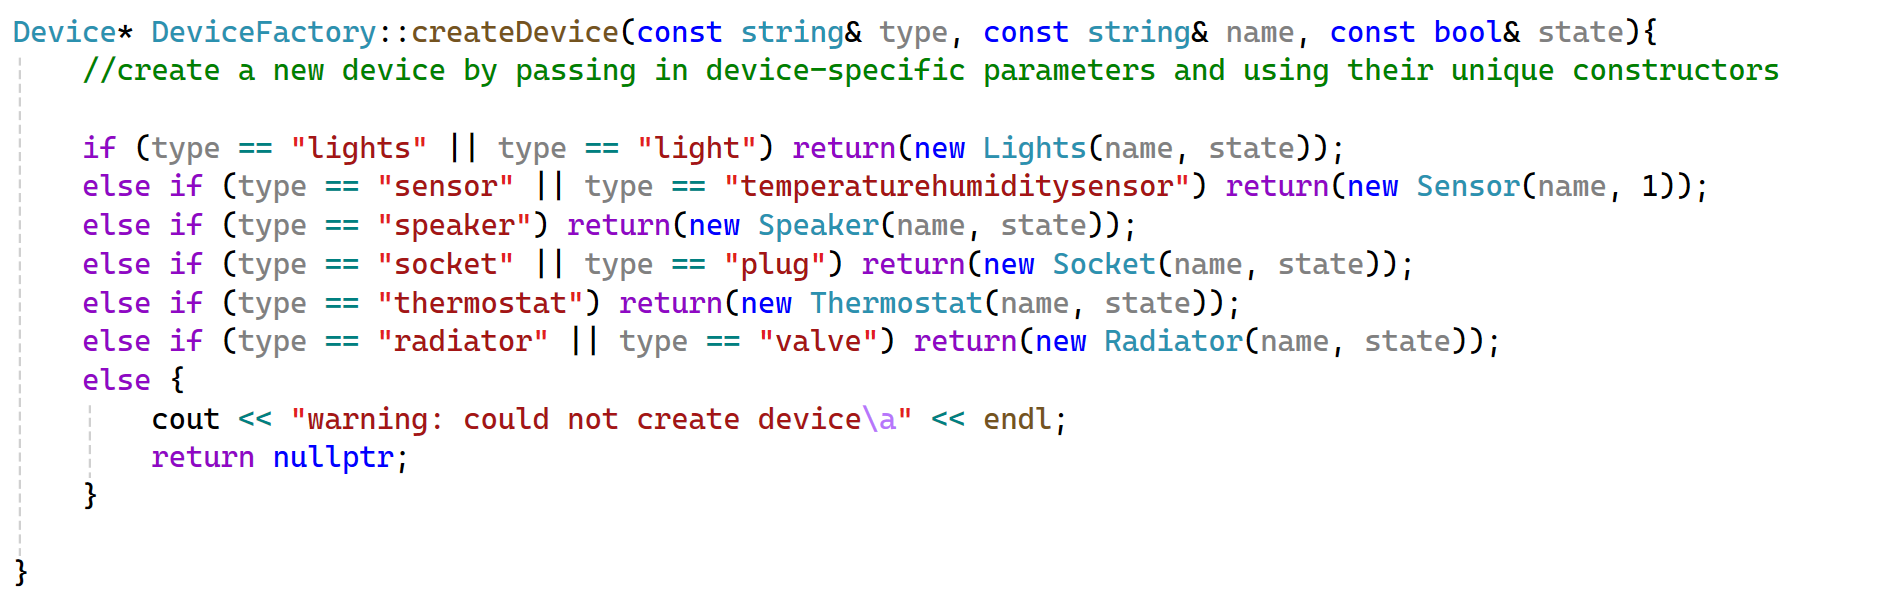 Device* DeviceFactory::createDevice(const string& type, const string& name, const bool& state){
//create a new device by passing in device-specific parameters and using their unique constructors
if (type == "lights" || type == "light") return(new Lights(name, state));
else if (type == "sensor" || type == "temperaturehumiditysensor") return(new Sensor(name, 1));
else if (type == "speaker") return(new Speaker(name, state));
else if (type == "socket" || type == "plug") return(new Socket(name, state));
else if (type == "thermostat") return(new Thermostat(name, state));
else if (type == "radiator" || type == "valve") return(new Radiator(name, state));
else {
cout << "warning: could not create device\a" << endl;
return nullptr;
}
}